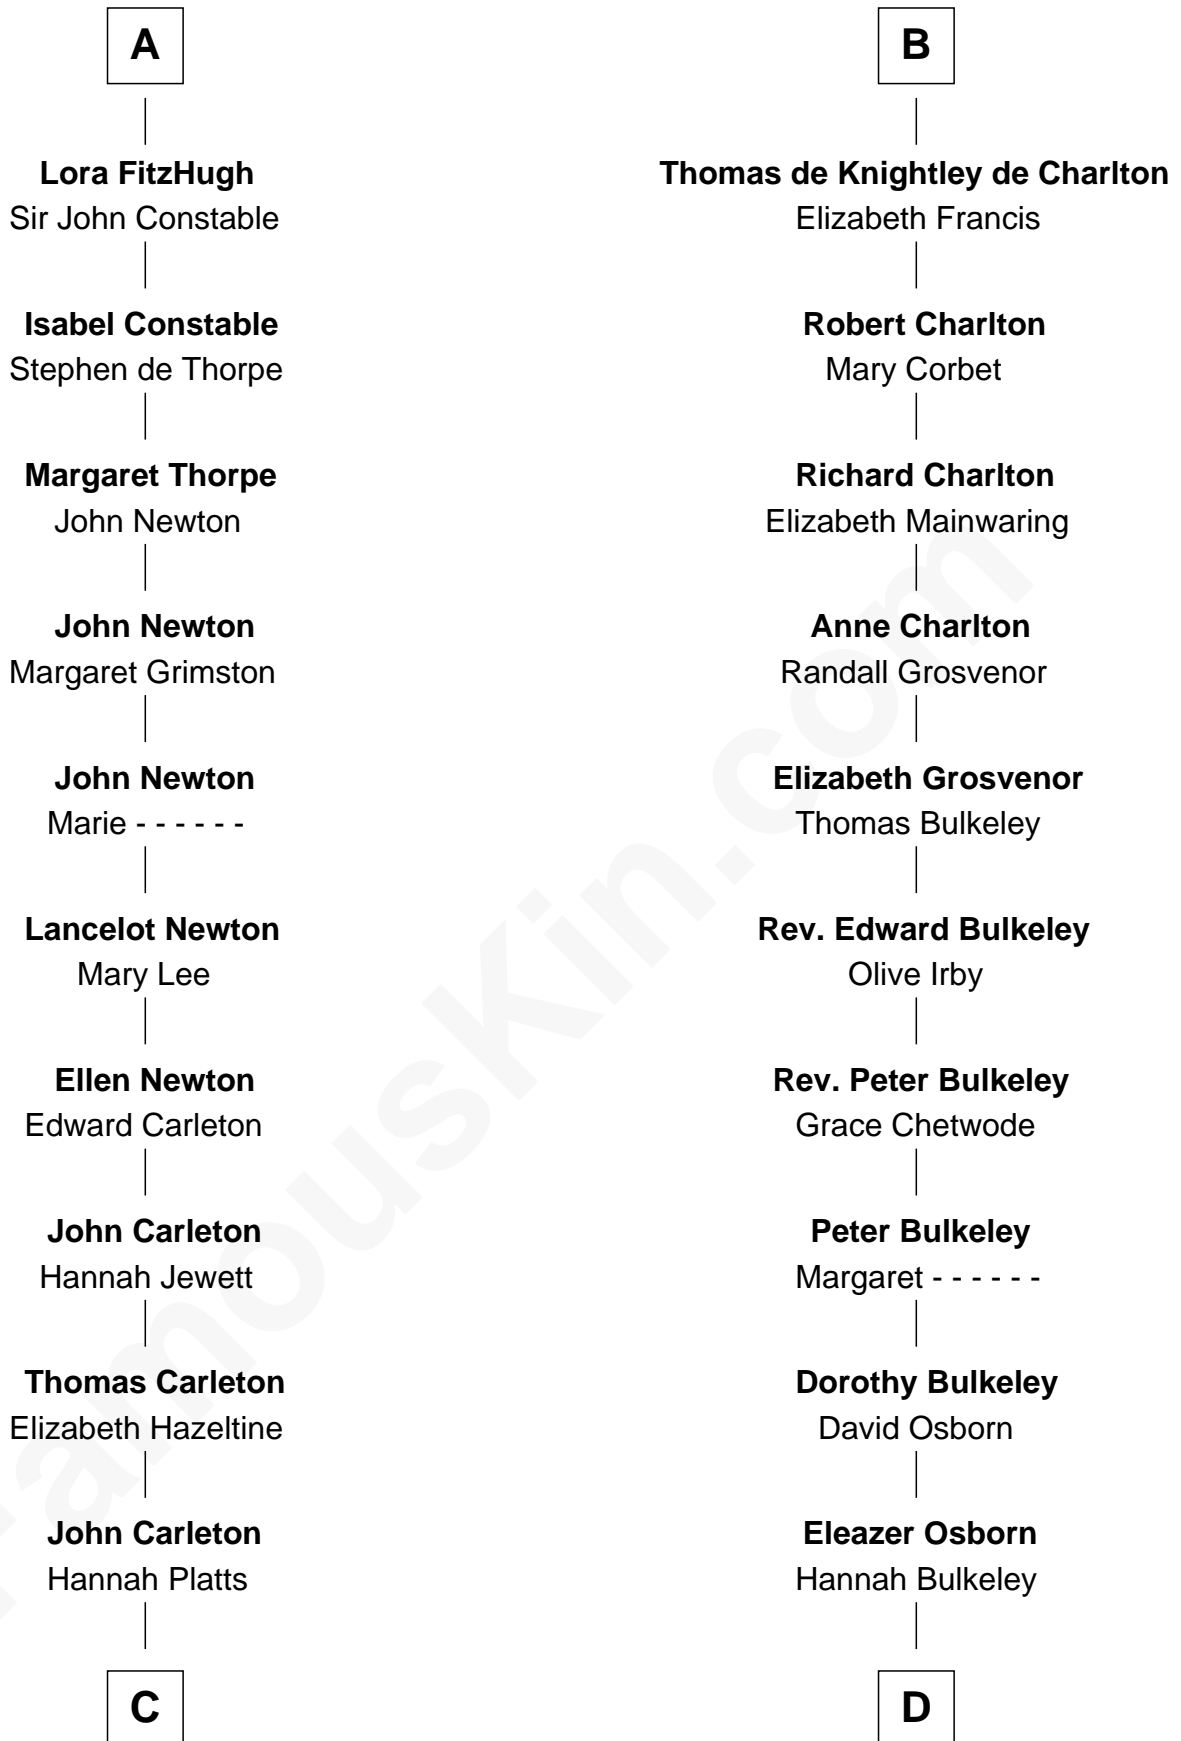 A
Lora FitzHugh
Sir John Constable
Isabel Constable
Stephen de Thorpe
Margaret Thorpe
John Newton
John Newton
Margaret Grimston
John Newton
Marie - - - - - -
Lancelot Newton
Mary Lee
Ellen Newton
Edward Carleton
John Carleton
Hannah Jewett
Thomas Carleton
Elizabeth Hazeltine
John Carleton
Hannah Platts
C
B
Thomas de Knightley de Charlton
Elizabeth Francis
Robert Charlton
Mary Corbet
Richard Charlton
Elizabeth Mainwaring
Anne Charlton
Randall Grosvenor
Elizabeth Grosvenor
Thomas Bulkeley
Rev. Edward Bulkeley
Olive Irby
Rev. Peter Bulkeley
Grace Chetwode
Peter Bulkeley
Margaret - - - - - -
Dorothy Bulkeley
David Osborn
Eleazer Osborn
Hannah Bulkeley
D
FamousKin.com